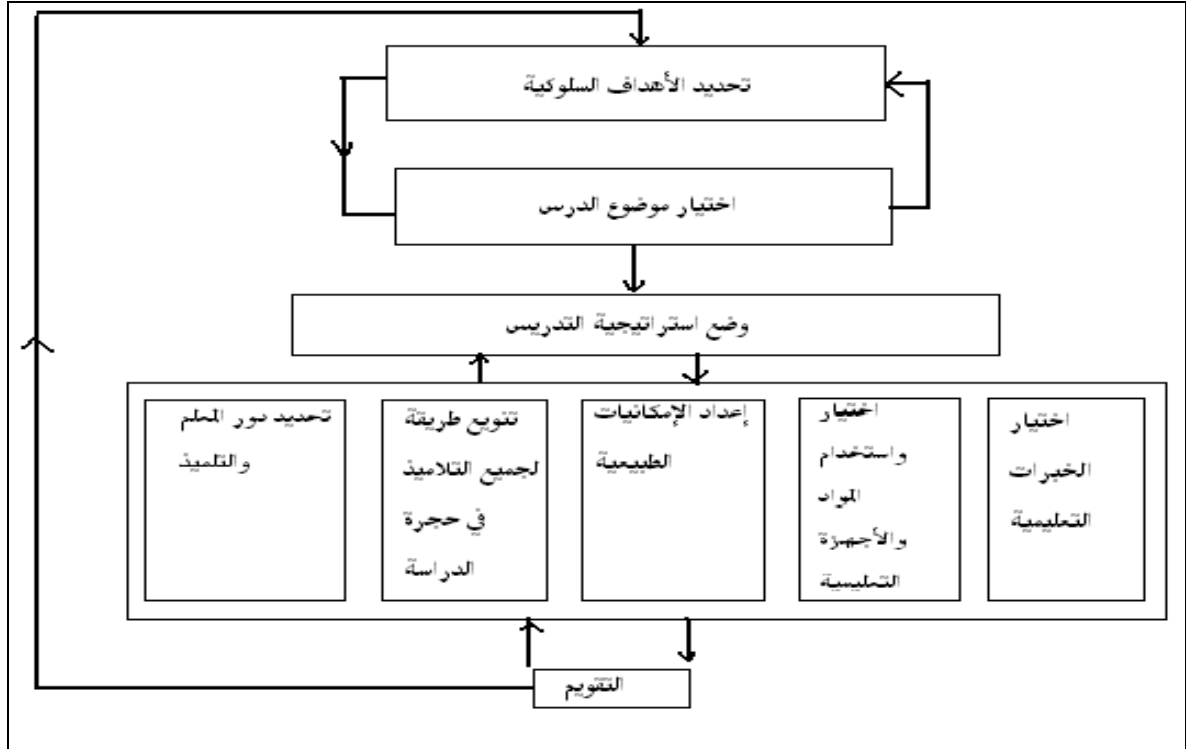 تحديد الأهداف السلوكية
اختيار موضوع الدرس
وضع استراتيجية التدريس
اختيار
الخبرات
التعليمية
اختيار
واستخدام
المواد
والأجهزة
التعليمية
إعداد الإمكانيات
الطبيعية
تنويع طريقة
لجميع التلاميذ
في حجرة
الدراسة
تحديد دور المعلم
والتلميذ
التقويم